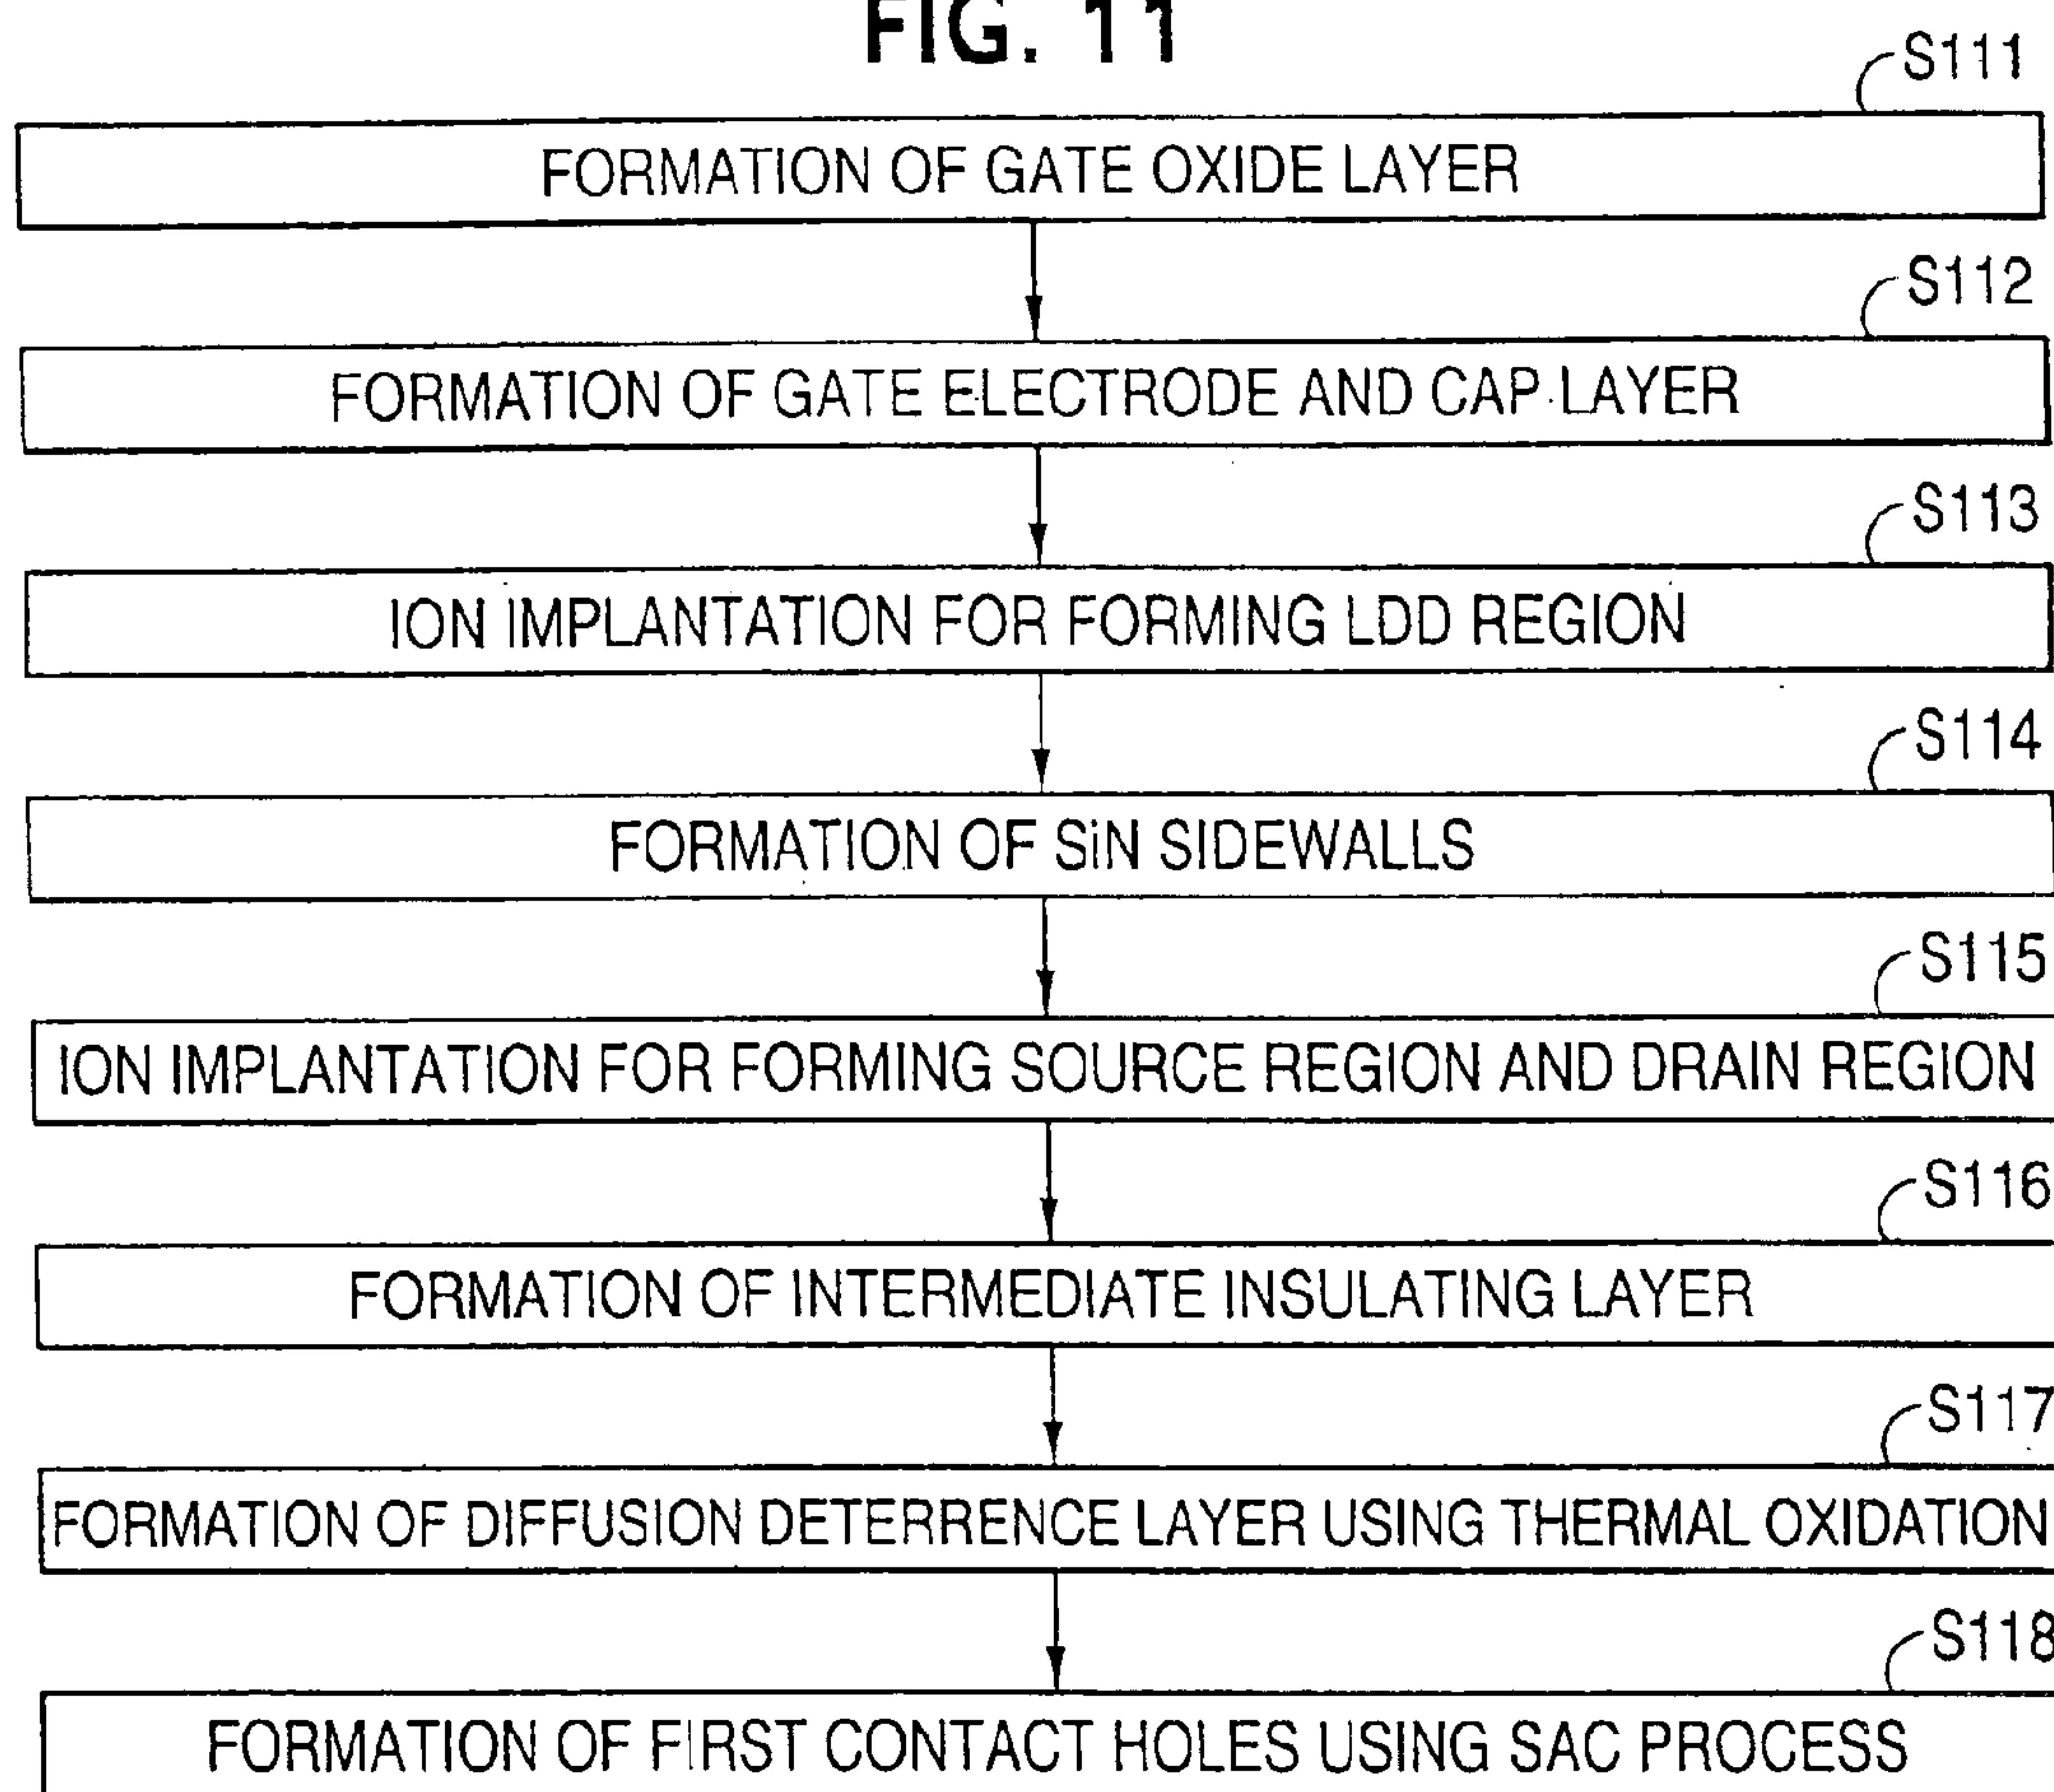 FIG. 11
S111
FORMATION OF GATE OXIDE LAYER
S112
FORMATION OF GATE ELECTRODE AND CAP LAYER
S113
ION IMPLANTATION FOR FORMING LDD REGION
S114
FORMATION OF SiN SIDEWALLS
S115
ION IMPLANTATION FOR FORMING SOURCE REGION AND DRAIN REGION
S116
FORMATION OF INTERMEDIATE INSULATING LAYER
S117
FORMATION OF DIFFUSION DETERRENCE LAYER USING THERMAL OXIDATION
S118
FORMATION OF FIRST CONTACT HOLES USING SAC PROCESS